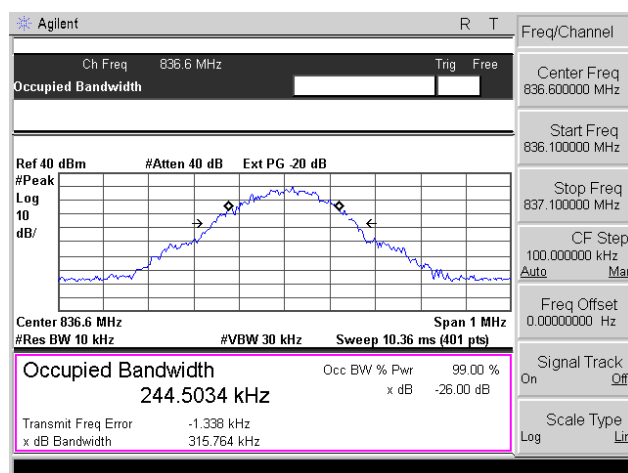 Agilent R T
Freq/Channel
Ch Freq 836.6 MHz Trig Free
Occupied Bandwidth
Center Freq
836.600000 MHz
Start Freq
836.100000 MHz
Stop Freq
837.100000 MHz
CF Step
100.000000 kHz
Auto Man
Freq Offset
0.00000000 Hz
Signal Track
On Off
Scale Type
Log Lin
Ref 40 dBm #Atten 40 dB Ext PG -20 dB
#Peak
Log
10
dB/
Center 836.6 MHz Span 1 MHz
#Res BW 10 kHz #VBW 30 kHz Sweep 10.36 ms (401 pts)
Occupied Bandwidth Occ BW % Pwr 99.00 %
244.5034 kHz x dB -26.00 dB
Transmit Freq Error -1.338 kHz
x dB Bandwidth 315.764 kHz